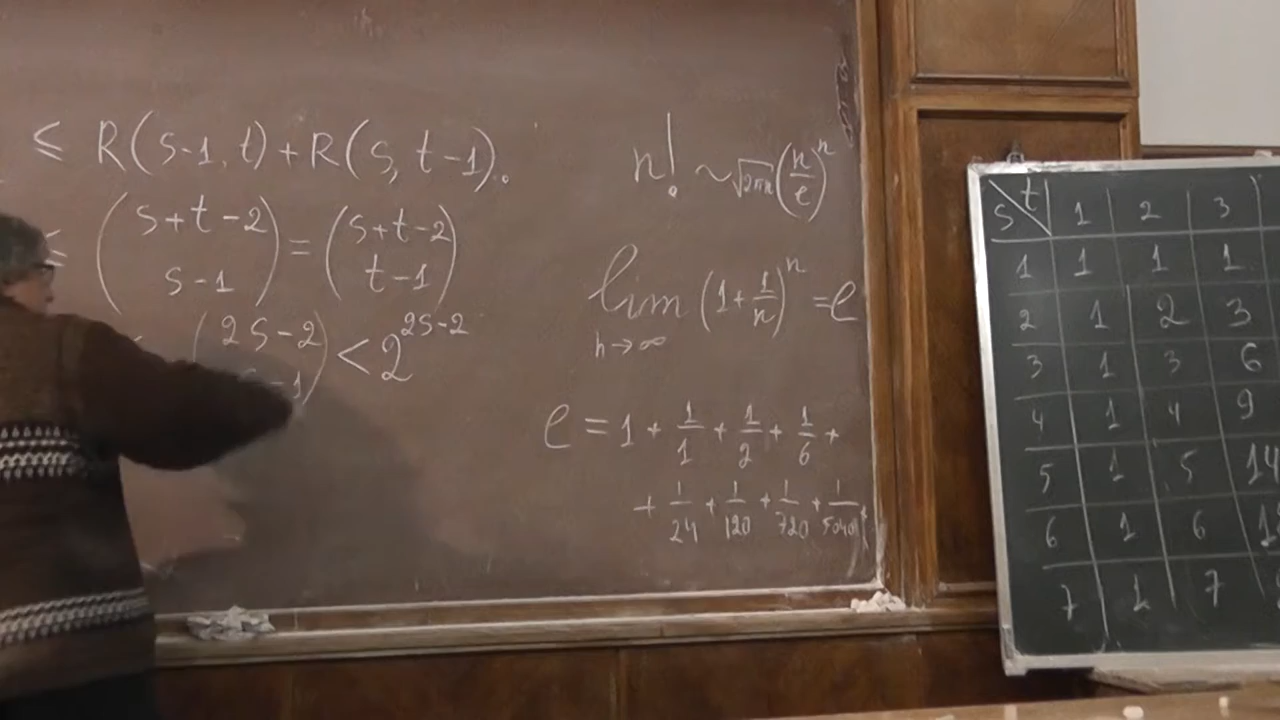 ≤ R(s-1, t) + R(s, t-1).
≤ (s+t-2 / s-1) = (s+t-2 / t-1)
(2s-2 / s-1) < 2^{2s-2}
n! ~ √2πn (n/e)^n
lim n→∞ (1+1/n)^n = e
e = 1 + 1/1 + 1/2 + 1/6 +
+ 1/24 + 1/120 + 1/720 + 1/5040
s t 1 2 3
1 1 1 1
2 1 2 3
3 1 3 6
4 1 4 9
5 1 5 14
6 1 6
7 1 7